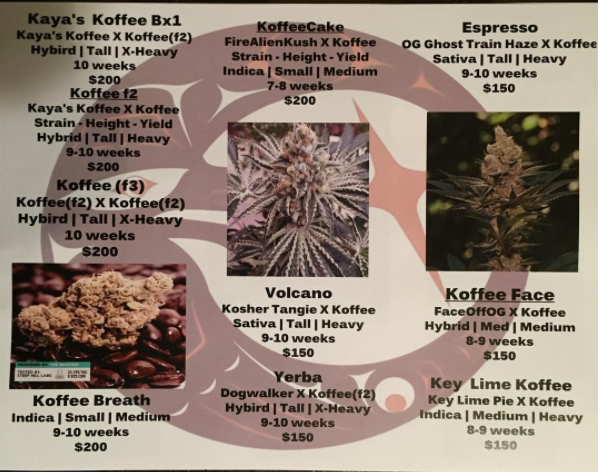 Kaya's Koffee Bx1
Kaya's Koffee X Koffee(f2)
Hybird | Tall | X-Heavy
10 weeks
$200
Koffee f2
Kaya's Koffee X Koffee
Strain - Height - Yield
Hybrid | Tall | Heavy
9-10 weeks
$200
Koffee (f3)
Koffee(f2) X Koffee(f2)
Hybird | Tall | X-Heavy
10 weeks
$200
Koffee Breath
Indica | Small | Medium
9-10 weeks
$200
KoffeeCake
FireAlienKush X Koffee
Strain - Height - Yield
Indica | Small | Medium
7-8 weeks
$200
Volcano
Kosher Tangie X Koffee
Sativa | Tall | Heavy
9-10 weeks
$150
Yerba
Dogwalker X Koffee(f2)
Hybird | Tall | X-Heavy
9-10 weeks
$150
Espresso
OG Ghost Train Haze X Koffee
Sativa | Tall | Heavy
9-10 weeks
$150
Koffee Face
FaceOffOG X Koffee
Hybrid | Med | Medium
8-9 weeks
$150
Key Lime Koffee
Key Lime Pie X Koffee
Indica | Medium | Heavy
8-9 weeks
$150